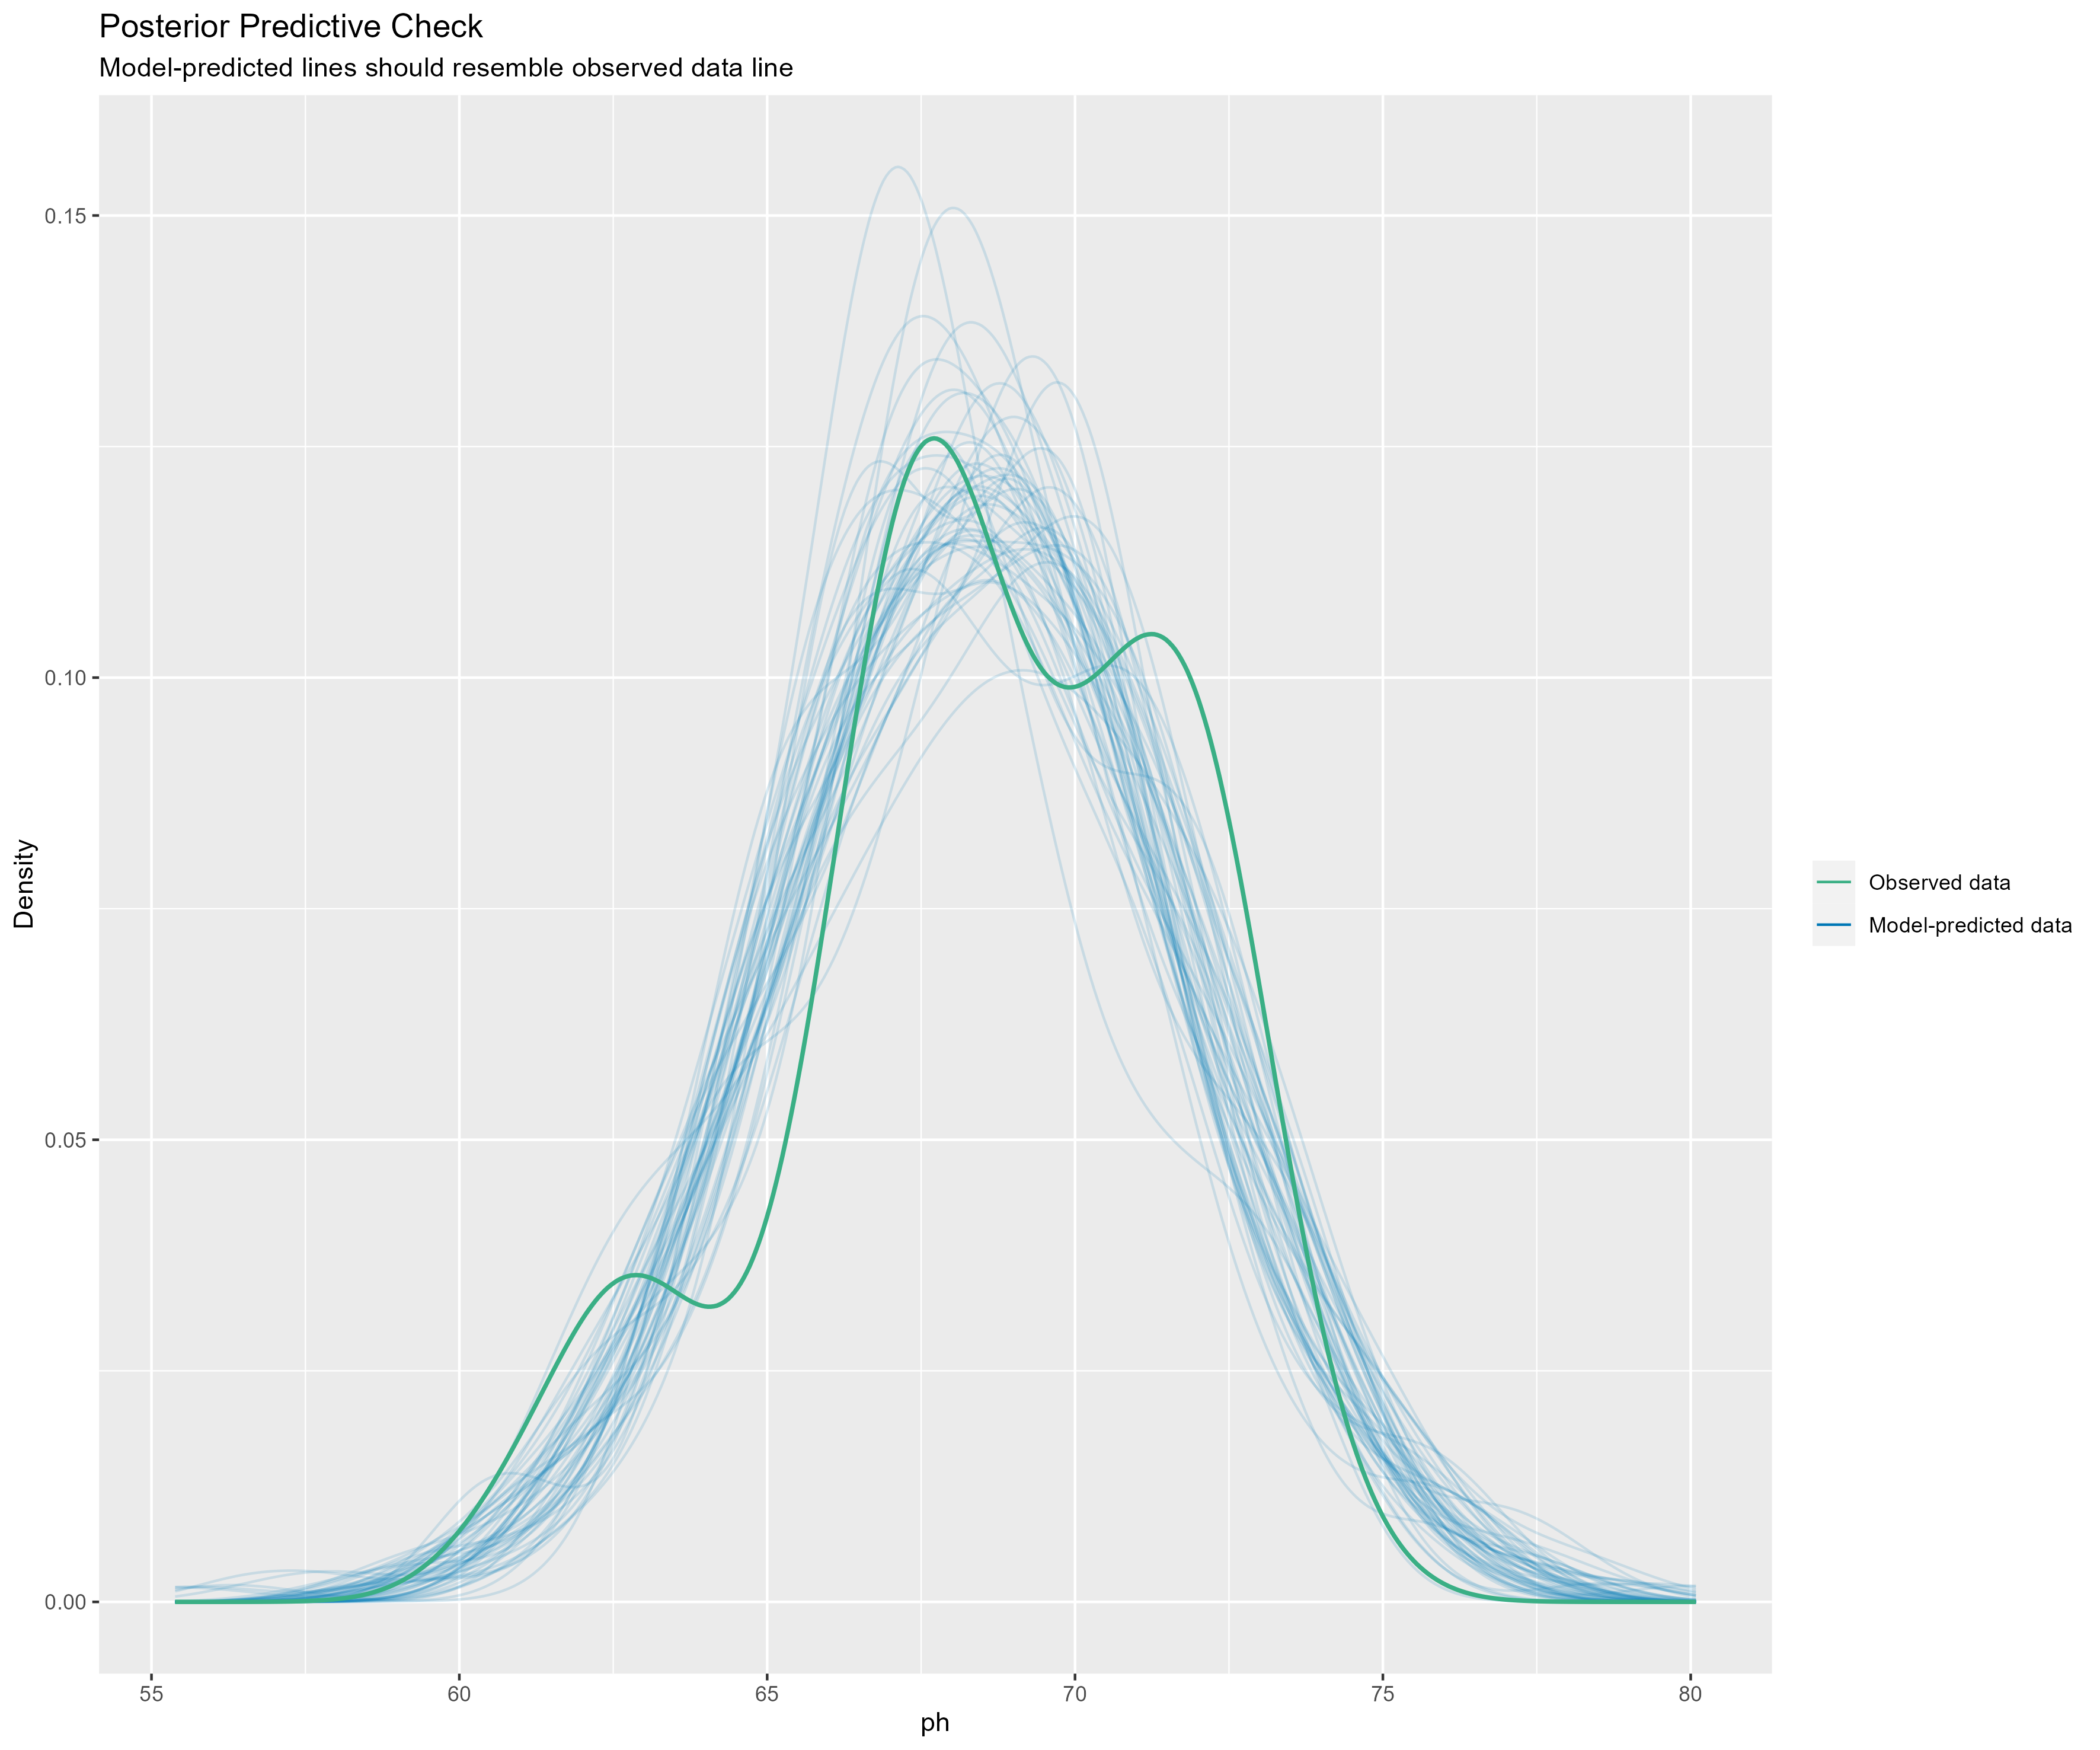 Posterior Predictive Check
Model-predicted lines should resemble observed data line
0.15
0.10
0.05
0.00
Density
55
60
65
70
75
80
ph
Observed data
Model-predicted data